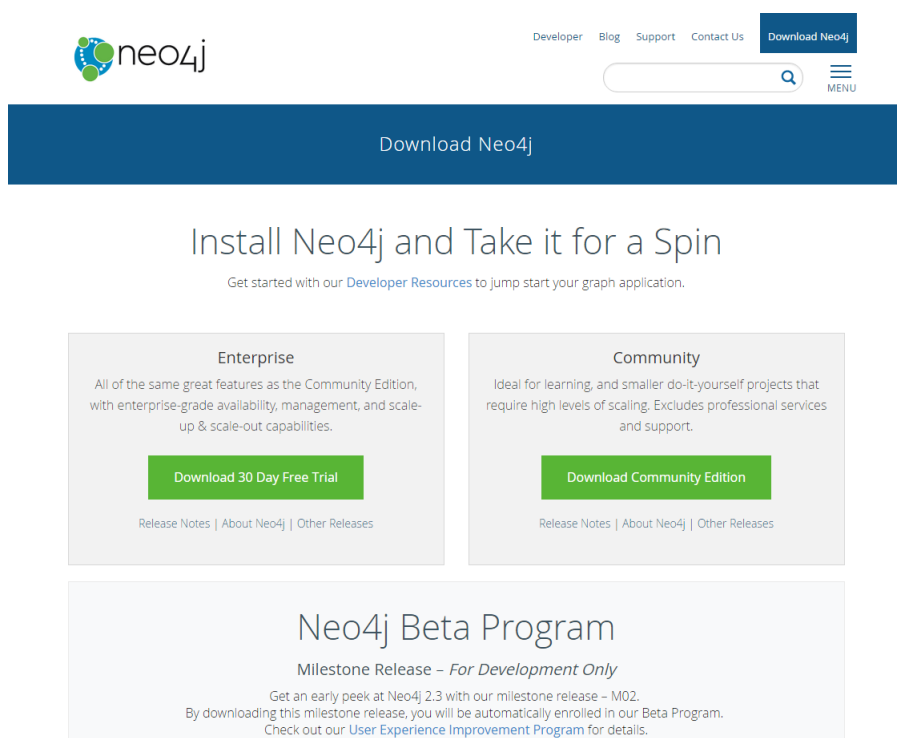 neo4j
Developer Blog Support Contact Us Download Neo4j
MENU
Download Neo4j
Install Neo4j and Take it for a Spin
Get started with our Developer Resources to jump start your graph application.
Enterprise
All of the same great features as the Community Edition,
with enterprise-grade availability, management, and scale-
up & scale-out capabilities.
Download 30 Day Free Trial
Release Notes | About Neo4j | Other Releases
Community
Ideal for learning, and smaller do-it-yourself projects that
require high levels of scaling. Excludes professional services
and support.
Download Community Edition
Release Notes | About Neo4j | Other Releases
Neo4j Beta Program
Milestone Release – For Development Only
Get an early peek at Neo4j 2.3 with our milestone release – M02.
By downloading this milestone release, you will be automatically enrolled in our Beta Program.
Check out our User Experience Improvement Program for details.